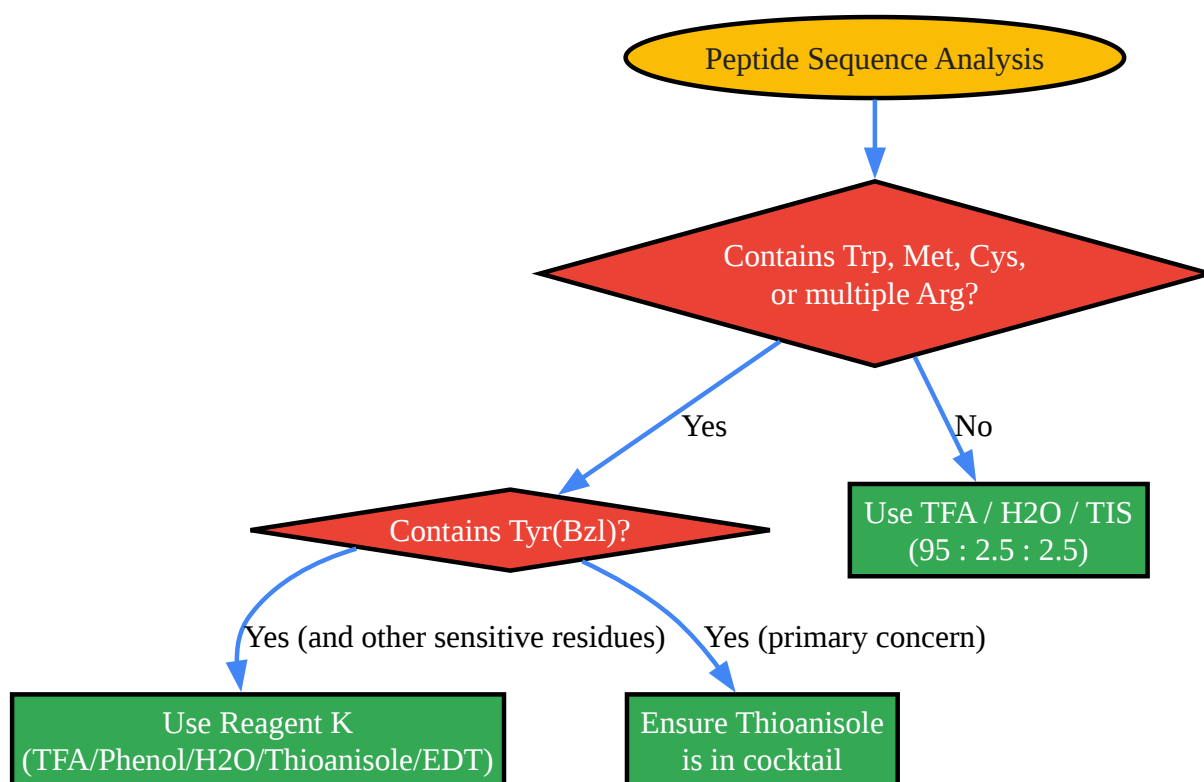 Peptide Sequence Analysis
Contains Trp, Met, Cys,
or multiple Arg?
Yes
No
Contains Tyr(Bzl)?
Use TFA / H2O / TIS
(95 : 2.5 : 2.5)
Yes (and other sensitive residues)
Yes (primary concern)
Use Reagent K
(TFA/Phenol/H2O/Thioanisole/EDT)
Ensure Thioanisole
is in cocktail